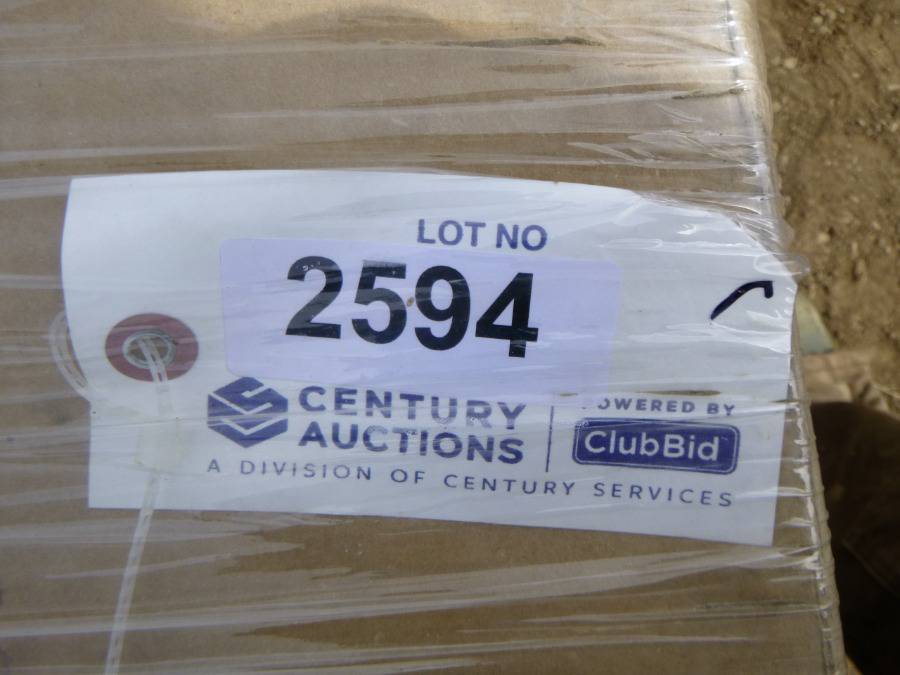 LOT NO
2594
CENTURY
AUCTIONS
A DIVISION OF CENTURY SERVICES
POWERED BY
ClubBid